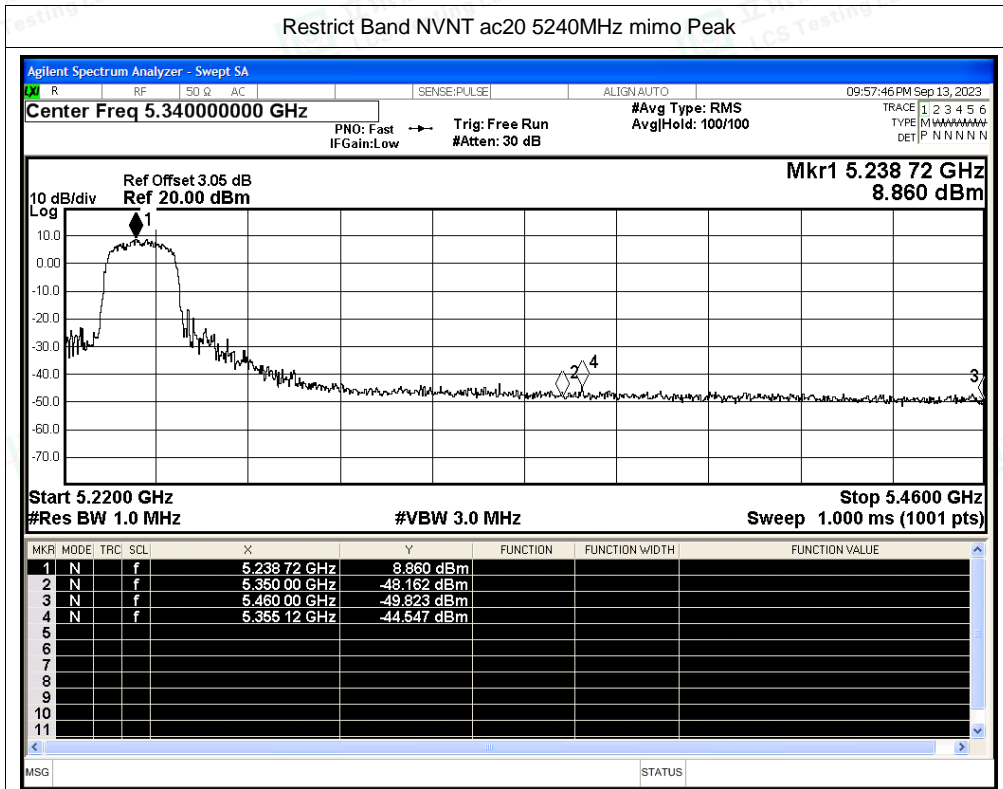 Restrict Band NVNT ac20 5240MHz mimo Peak
Agilent Spectrum Analyzer - Swept SA
LXI R RF 50 Ω AC SENSE:PULSE ALIGN AUTO 09:57:46 PM Sep 13, 2023
Center Freq 5.340000000 GHz #Avg Type: RMS TRACE 1 2 3 4 5 6
PNO: Fast Trig: Free Run Avg|Hold: 100/100 TYPE M WWWWW
IFGain:Low #Atten: 30 dB DET P N N N N N
Mkr1 5.238 72 GHz
Ref Offset 3.05 dB
10 dB/div Ref 20.00 dBm 8.860 dBm
Log
1
10.0
0.00
-10.0
-20.0
-30.0
-40.0
2 4 3
-50.0
-60.0
-70.0
Start 5.2200 GHz Stop 5.4600 GHz
#Res BW 1.0 MHz #VBW 3.0 MHz Sweep 1.000 ms (1001 pts)
MKR MODE TRC SCL X Y FUNCTION FUNCTION WIDTH FUNCTION VALUE
1 N f 5.238 72 GHz 8.860 dBm
2 N f 5.350 00 GHz -48.162 dBm
3 N f 5.460 00 GHz -49.823 dBm
4 N f 5.355 12 GHz -44.547 dBm
5
6
7
8
9
10
11
MSG STATUS